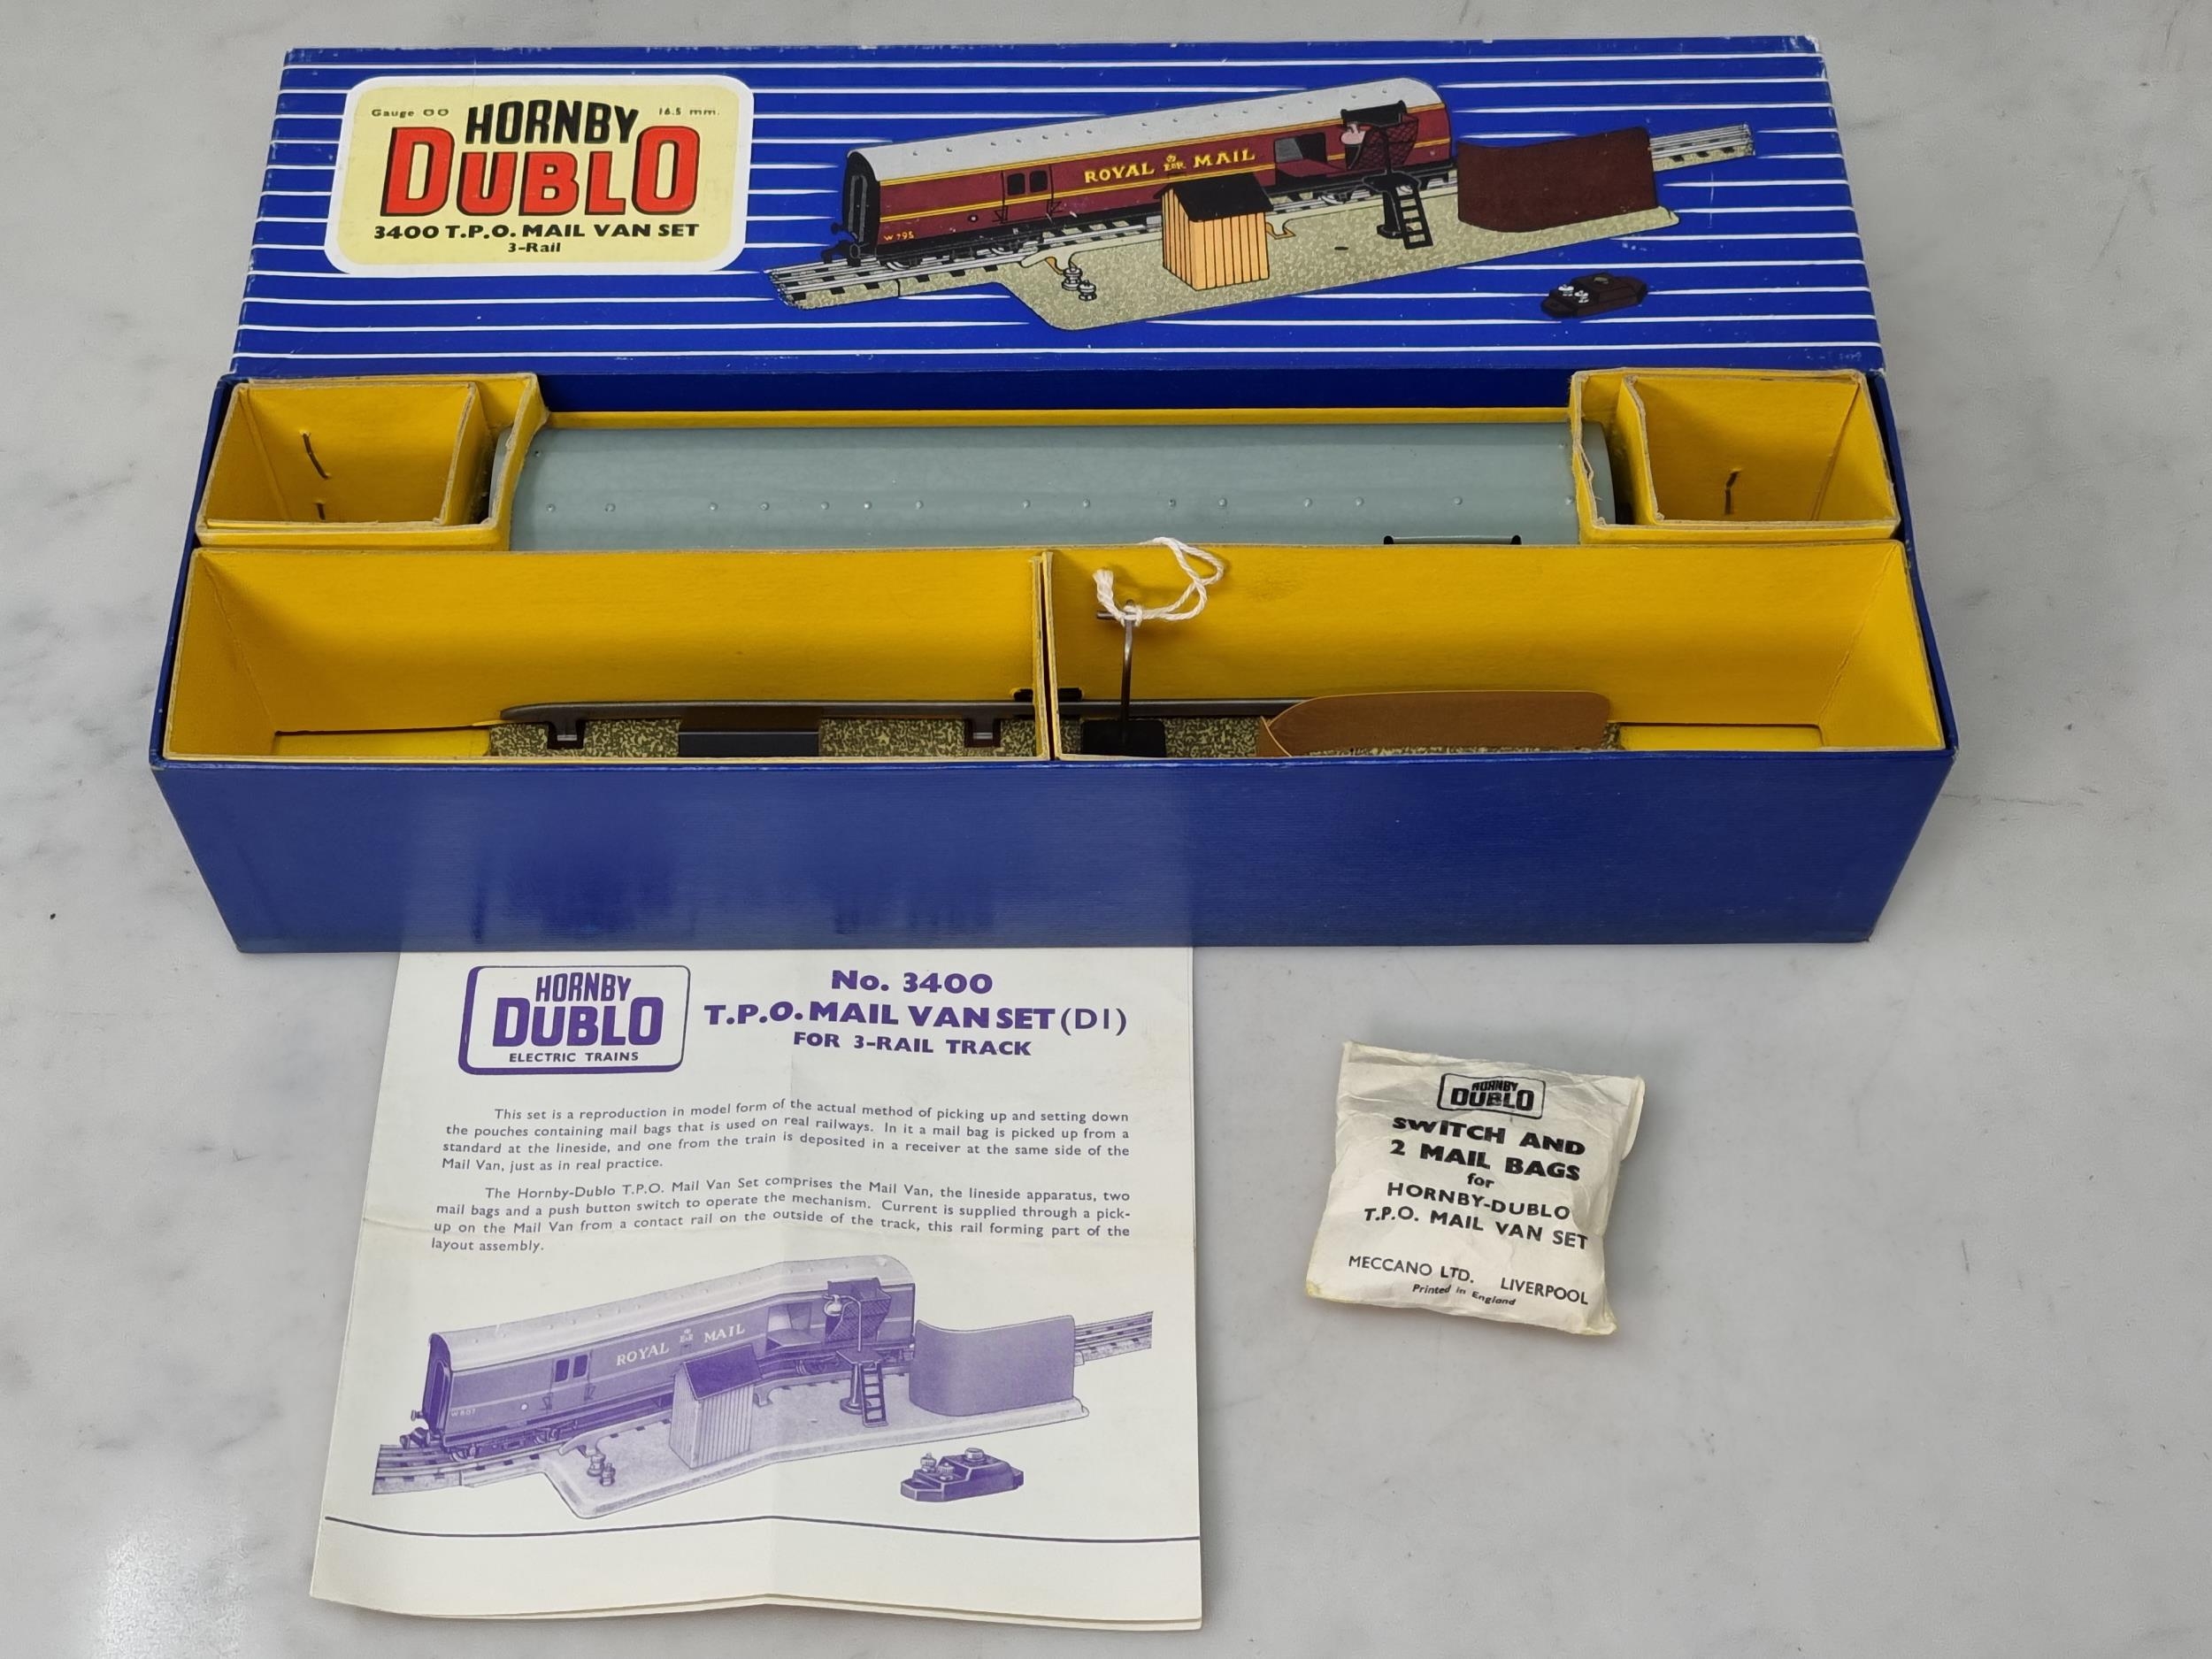 Gauge OO
HORNBY
16.5 mm.
DUBLO
3400 T.P.O. MAIL VAN SET
3-Rail
ROYAL E II R MAIL
W 795
HORNBY
DUBLO
ELECTRIC TRAINS
No. 3400
T.P.O. MAIL VAN SET (D1)
FOR 3-RAIL TRACK
This set is a reproduction in model form of the actual method of picking up and setting down
the pouches containing mail bags that is used on real railways. In it a mail bag is picked up from a
standard at the lineside, and one from the train is deposited in a receiver at the same side of the
Mail Van, just as in real practice.
The Hornby-Dublo T.P.O. Mail Van Set comprises the Mail Van, the lineside apparatus, two
mail bags and a push button switch to operate the mechanism. Current is supplied through a pick-
up on the Mail Van from a contact rail on the outside of the track, this rail forming part of the
layout assembly.
ROYAL E II R MAIL
W 807
HORNBY
DUBLO
SWITCH AND
2 MAIL BAGS
for
HORNBY-DUBLO
T.P.O. MAIL VAN SET
MECCANO LTD. LIVERPOOL
Printed in England